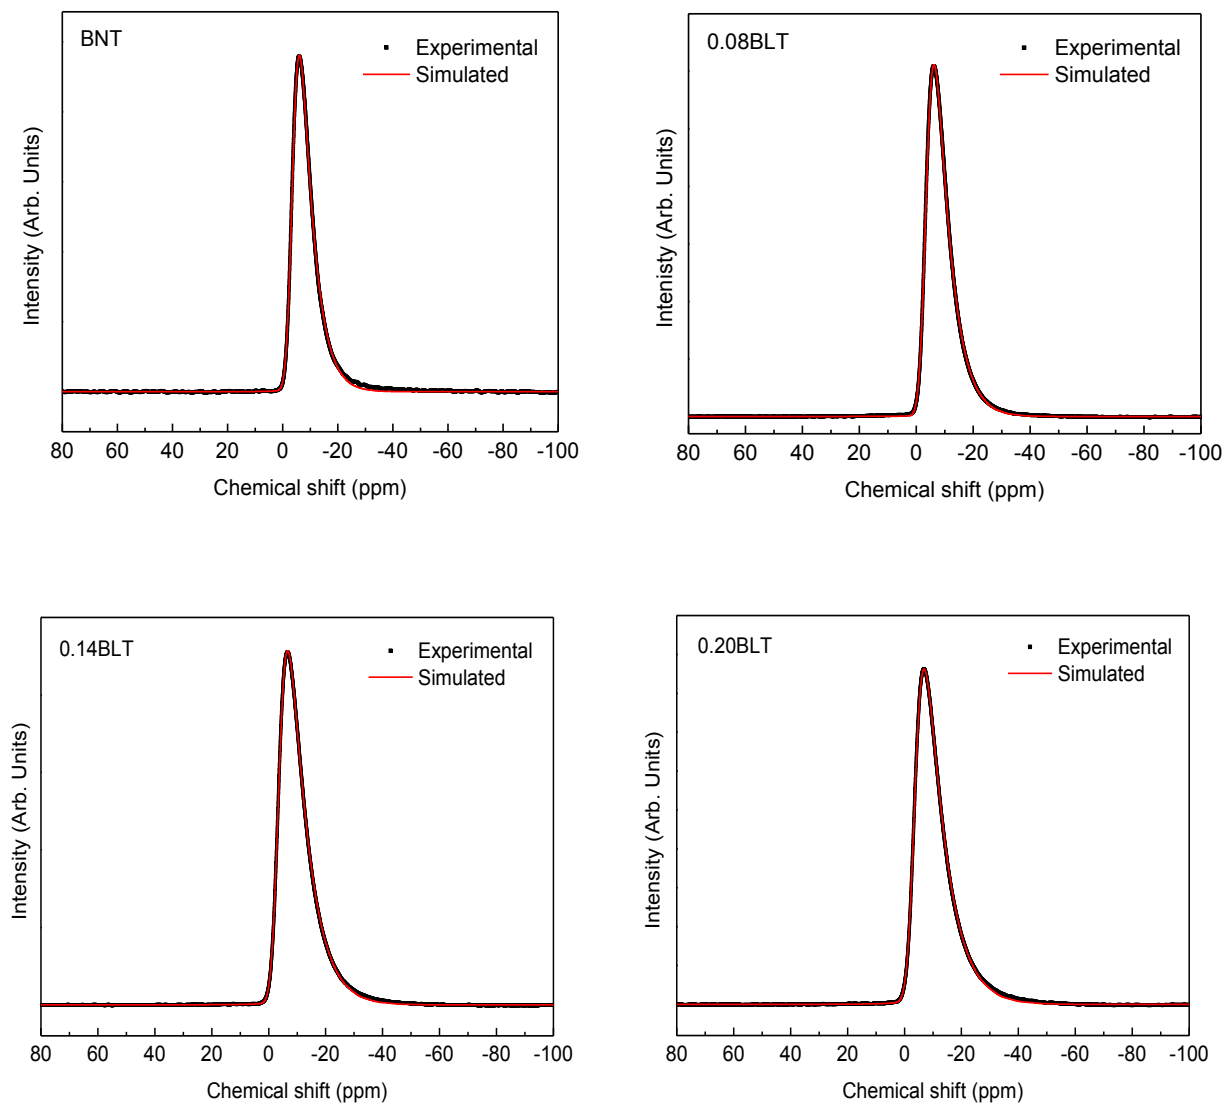 BNT
Experimental
Simulated
Intensity (Arb. Units)
80 60 40 20 0 -20 -40 -60 -80 -100
Chemical shift (ppm)
0.08BLT
Experimental
Simulated
Intenisty (Arb. Units)
80 60 40 20 0 -20 -40 -60 -80 -100
Chemical shift (ppm)
0.14BLT
Experimental
Simulated
Intensity (Arb. Units)
80 60 40 20 0 -20 -40 -60 -80 -100
Chemical shift (ppm)
0.20BLT
Experimental
Simulated
Intensity (Arb. Units)
80 60 40 20 0 -20 -40 -60 -80 -100
Chemical shift (ppm)